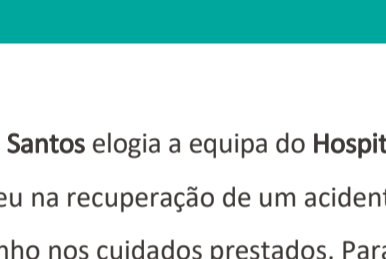 Santos elogia a equipa do Hospit
eu na recuperação de um acident
nho nos cuidados prestados. Para